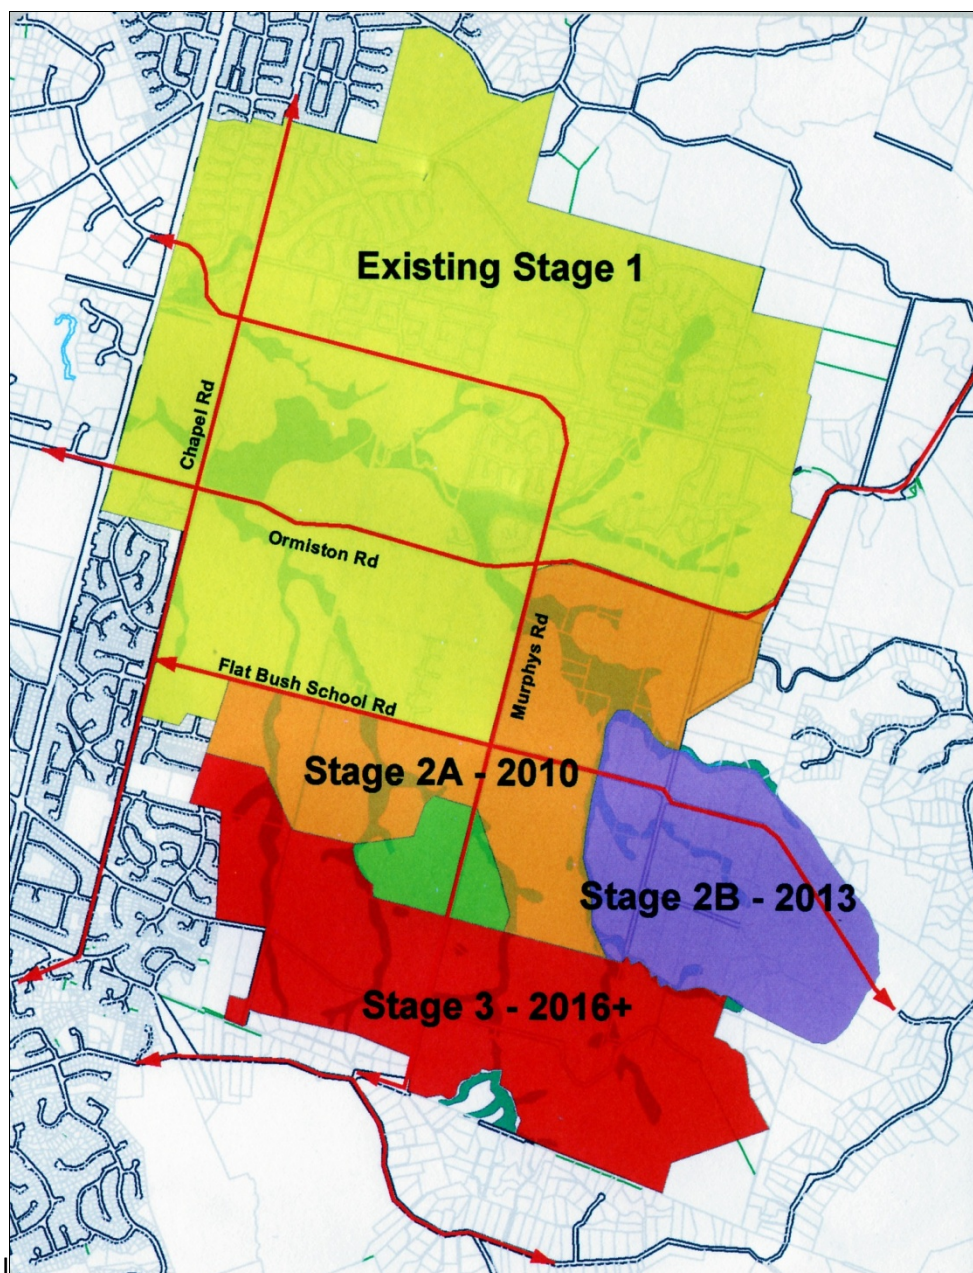 Existing Stage 1
Chapel Rd
Ormiston Rd
Murphys Rd
Flat Bush School Rd
Stage 2A - 2010
Stage 2B - 2013
Stage 3 - 2016+